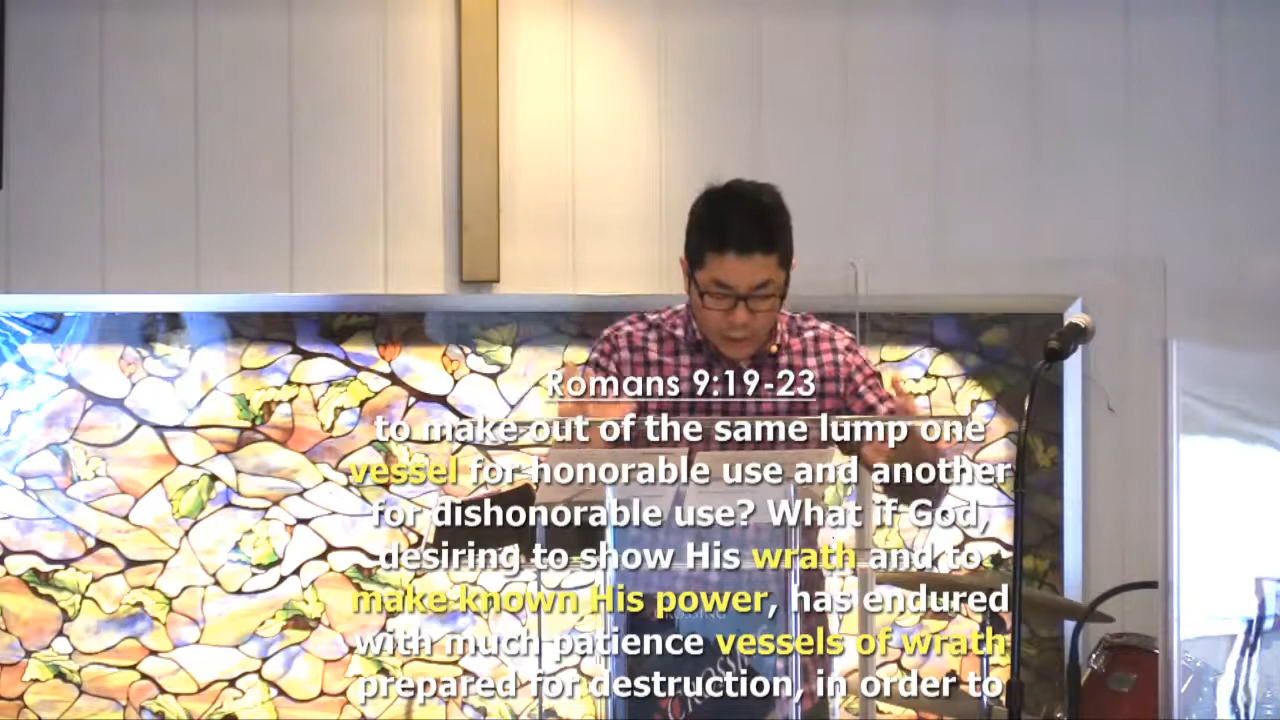 Romans 9:19-23
to make out of the same lump one
vessel for honorable use and another
for dishonorable use? What if God,
desiring to show His wrath and to
make known His power, has endured
with much patience vessels of wrath
prepared for destruction, in order to
CROSSING